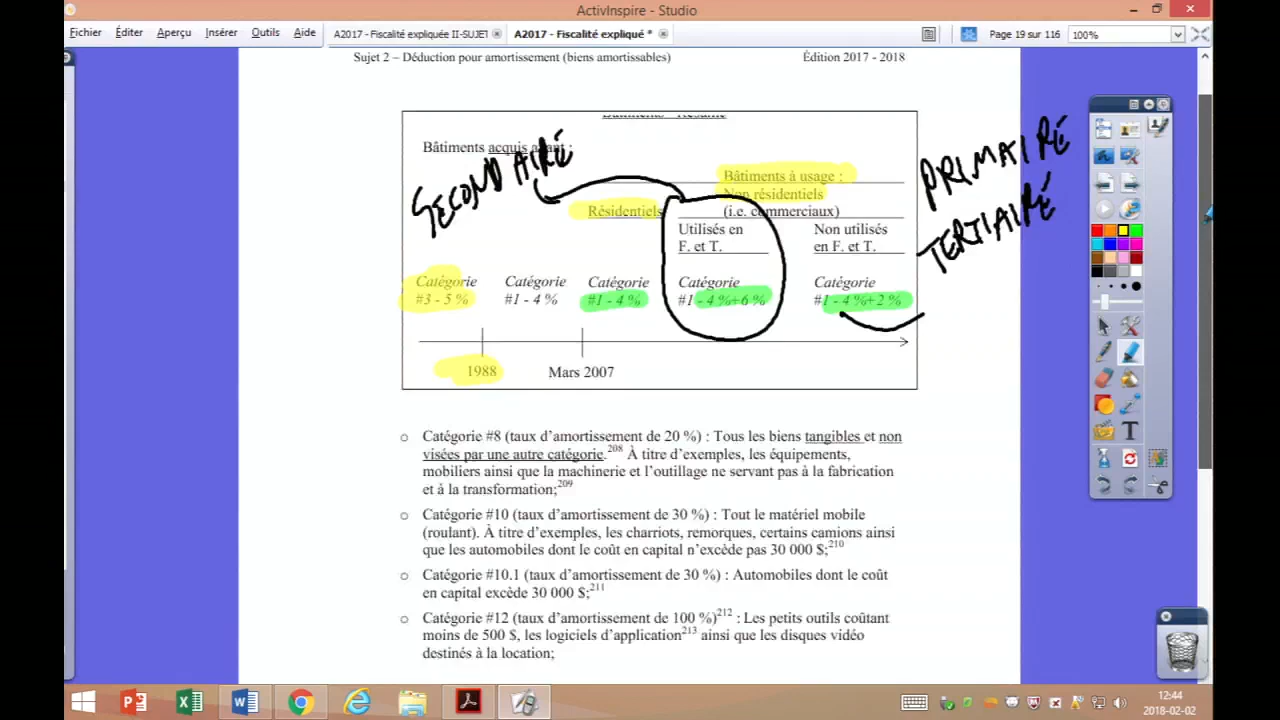 ActivInspire - Studio
Fichier Éditer Aperçu Insérer Outils Aide
A2017 - Fiscalité expliquée II-SUJET
A2017 - Fiscalité expliqué *
Page 19 sur 116
100%
Sujet 2 – Déduction pour amortissement (biens amortissables)
Édition 2017 - 2018
Bâtiments - Résumé
Bâtiments acquis avant :
SECONDAIRE
PRIMAIRE
TERTIAIRE
Bâtiments à usage :
Non résidentiels
Résidentiels
(i.e. commerciaux)
Utilisés en
F. et T.
Non utilisés
en F. et T.
Catégorie
#3 - 5 %
Catégorie
#1 - 4 %
Catégorie
#1 - 4 %
Catégorie
#1 - 4 %+6 %
Catégorie
#1 - 4 %+2 %
1988
Mars 2007
o Catégorie #8 (taux d’amortissement de 20 %) : Tous les biens tangibles et non
visées par une autre catégorie.208 À titre d’exemples, les équipements,
mobiliers ainsi que la machinerie et l’outillage ne servant pas à la fabrication
et à la transformation;209
o Catégorie #10 (taux d’amortissement de 30 %) : Tout le matériel mobile
(roulant). À titre d’exemples, les charriots, remorques, certains camions ainsi
que les automobiles dont le coût en capital n’excède pas 30 000 $;210
o Catégorie #10.1 (taux d’amortissement de 30 %) : Automobiles dont le coût
en capital excède 30 000 $;211
o Catégorie #12 (taux d’amortissement de 100 %)212 : Les petits outils coûtant
moins de 500 $, les logiciels d’application213 ainsi que les disques vidéo
destinés à la location;
12:44
2018-02-02